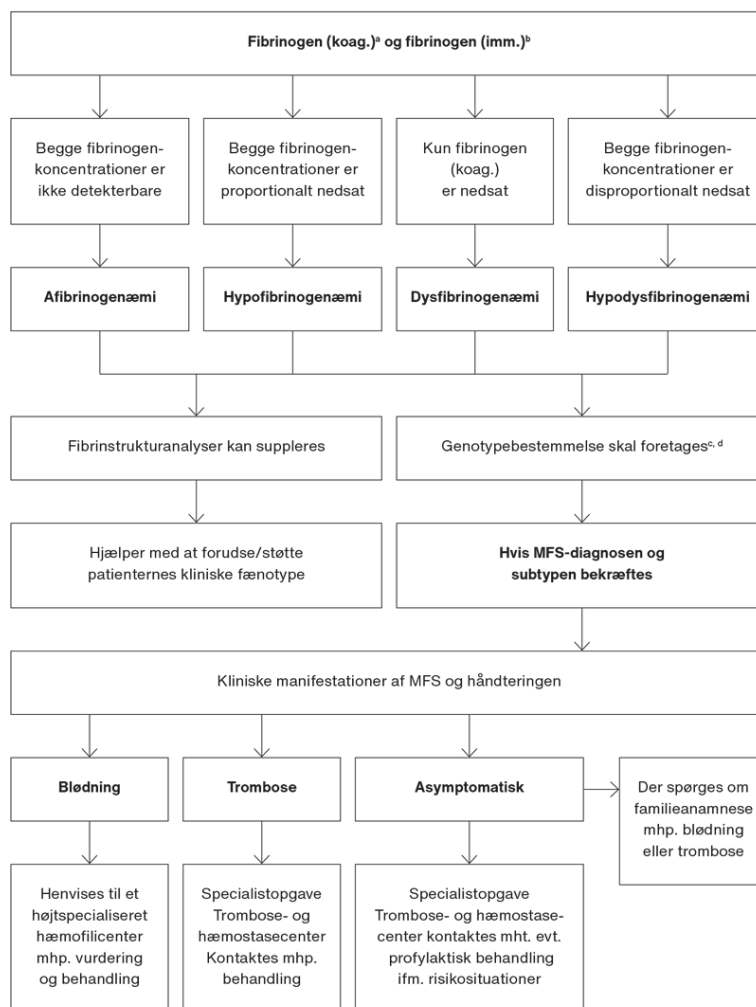 Fibrinogen (koag.)ᵃ og fibrinogen (imm.)ᵇ
Begge fibrinogen-
koncentrationer er
ikke detekterbare
Begge fibrinogen-
koncentrationer er
proportionalt nedsat
Kun fibrinogen
(koag.)
er nedsat
Begge fibrinogen-
koncentrationer er
disproportionalt nedsat
Afibrinogenæmi
Hypofibrinogenæmi
Dysfibrinogenæmi
Hypodysfibrinogenæmi
Fibrinstrukturanalyser kan suppleres
Genotypebestemmelse skal foretagesᶜ, ᵈ
Hjælper med at forudse/støtte
patienternes kliniske fænotype
Hvis MFS-diagnosen og
subtypen bekræftes
Kliniske manifestationer af MFS og håndteringen
Blødning
Trombose
Asymptomatisk
Der spørges om
familieanamnese
mhp. blødning
eller trombose
Henvises til et
højtspecialiseret
hæmofilicenter
mhp. vurdering
og behandling
Specialistopgave
Trombose- og
hæmostasecenter
Kontaktes mhp.
behandling
Specialistopgave
Trombose- og hæmostase-
center kontaktes mht. evt.
profylaktisk behandling
ifm. risikosituationer